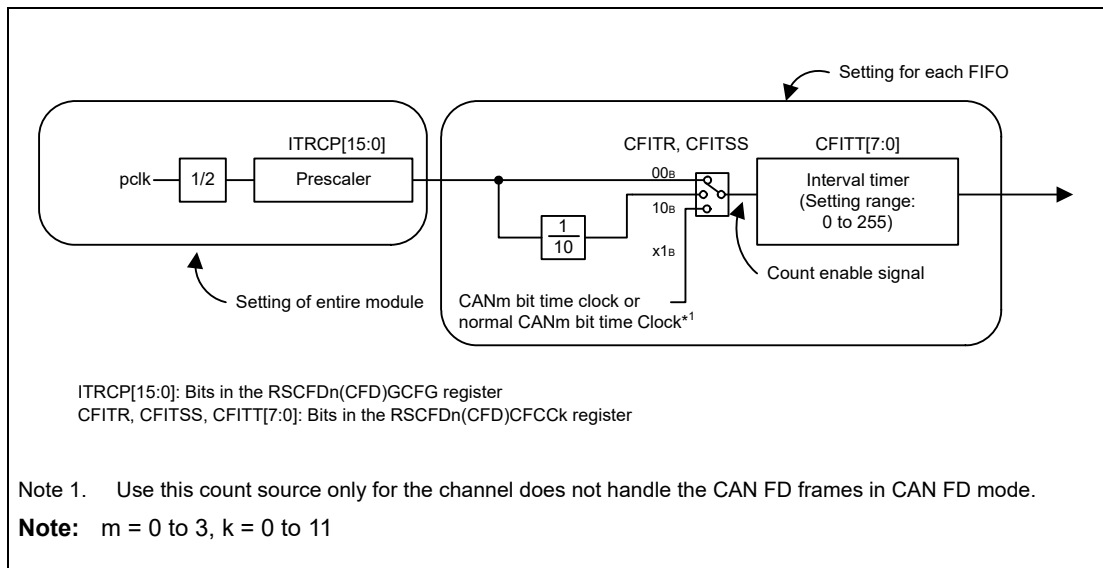 Setting for each FIFO
ITRCP[15:0]
CFITR, CFITSS
CFITT[7:0]
pclk
1/2
Prescaler
00B
10B
x1B
1
10
Interval timer
(Setting range:
0 to 255)
Count enable signal
Setting of entire module
CANm bit time clock or
normal CANm bit time Clock*1
ITRCP[15:0]: Bits in the RSCFDn(CFD)GCFG register
CFITR, CFITSS, CFITT[7:0]: Bits in the RSCFDn(CFD)CFCCk register
Note 1. Use this count source only for the channel does not handle the CAN FD frames in CAN FD mode.
Note: m = 0 to 3, k = 0 to 11